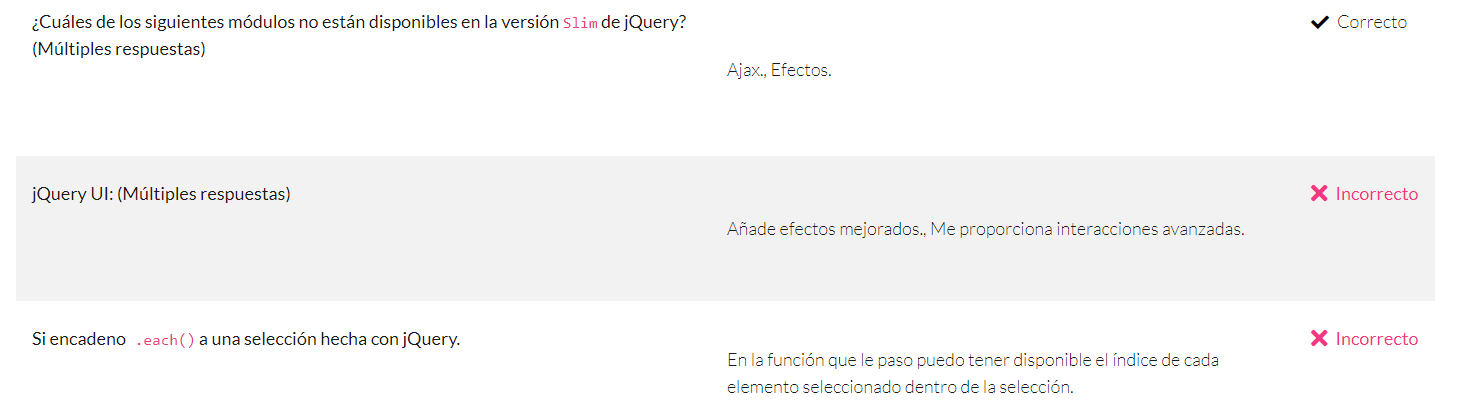 ¿Cuáles de los siguientes módulos no están disponibles en la versión Slim de jQuery?
(Múltiples respuestas)
Correcto
Ajax., Efectos.
jQuery UI: (Múltiples respuestas)
Incorrecto
Añade efectos mejorados., Me proporciona interacciones avanzadas.
Si encadeno .each() a una selección hecha con jQuery.
Incorrecto
En la función que le paso puedo tener disponible el índice de cada
elemento seleccionado dentro de la selección.